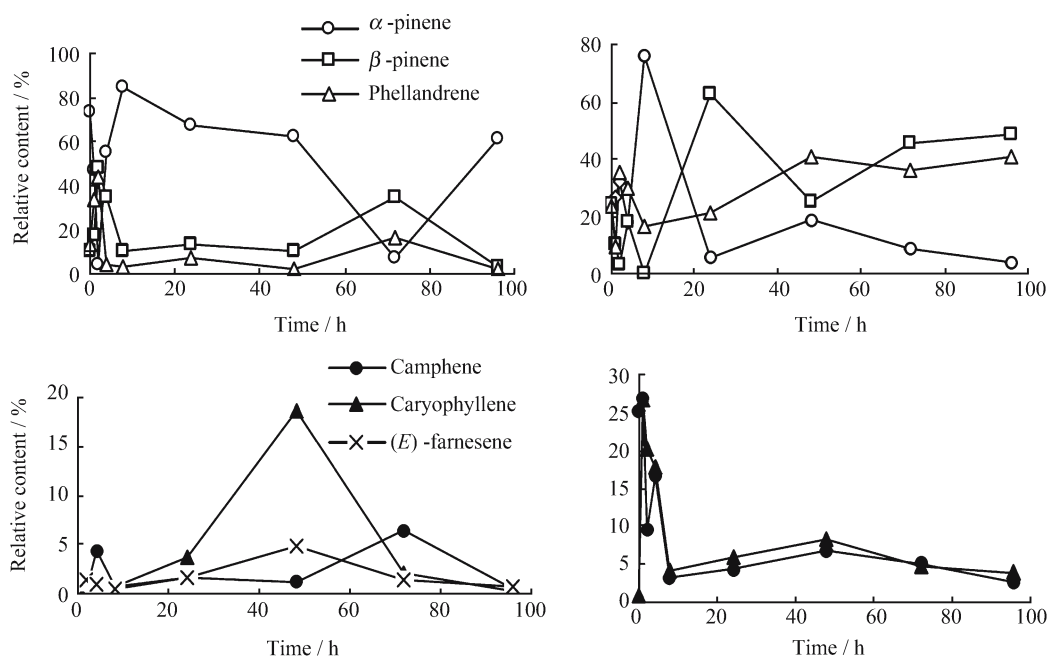 α -pinene
β -pinene
Phellandrene
Relative content / %
100
80
60
40
20
0
0 20 40 60 80 100
Time / h
80
60
40
20
0
0 20 40 60 80 100
Time / h
Camphene
Caryophyllene
(E) -farnesene
Relative content / %
20
15
10
5
0
0 20 40 60 80 100
Time / h
30
25
20
15
10
5
0
0 20 40 60 80 100
Time / h